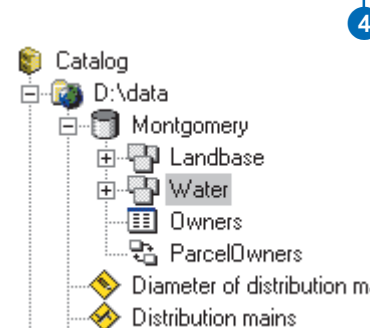 4
Catalog
D:\data
Montgomery
Landbase
Water
Owners
ParcelOwners
Diameter of distribution m
Distribution mains